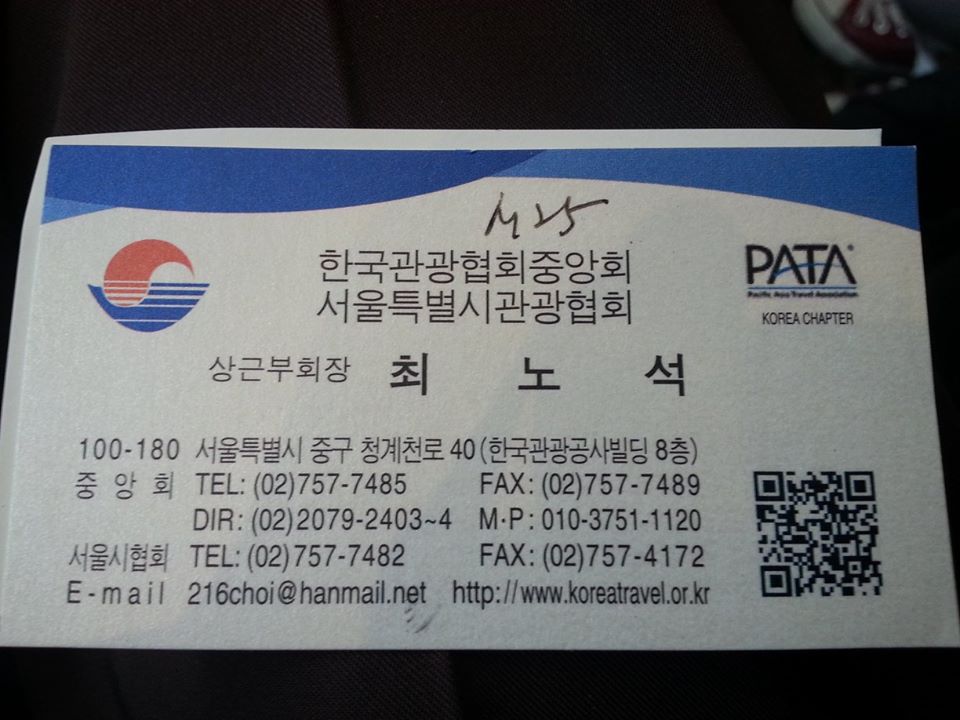 한국관광협회중앙회
서울특별시관광협회
PATA®
Pacific Asia Travel Association
KOREA CHAPTER
상근부회장 최 노 석
100-180 서울특별시 중구 청계천로 40 (한국관광공사빌딩 8층)
중 앙 회 TEL: (02)757-7485 FAX: (02)757-7489
DIR: (02)2079-2403~4 M·P: 010-3751-1120
서울시협회 TEL: (02)757-7482 FAX: (02)757-4172
E-mail 216choi@hanmail.net http://www.koreatravel.or.kr